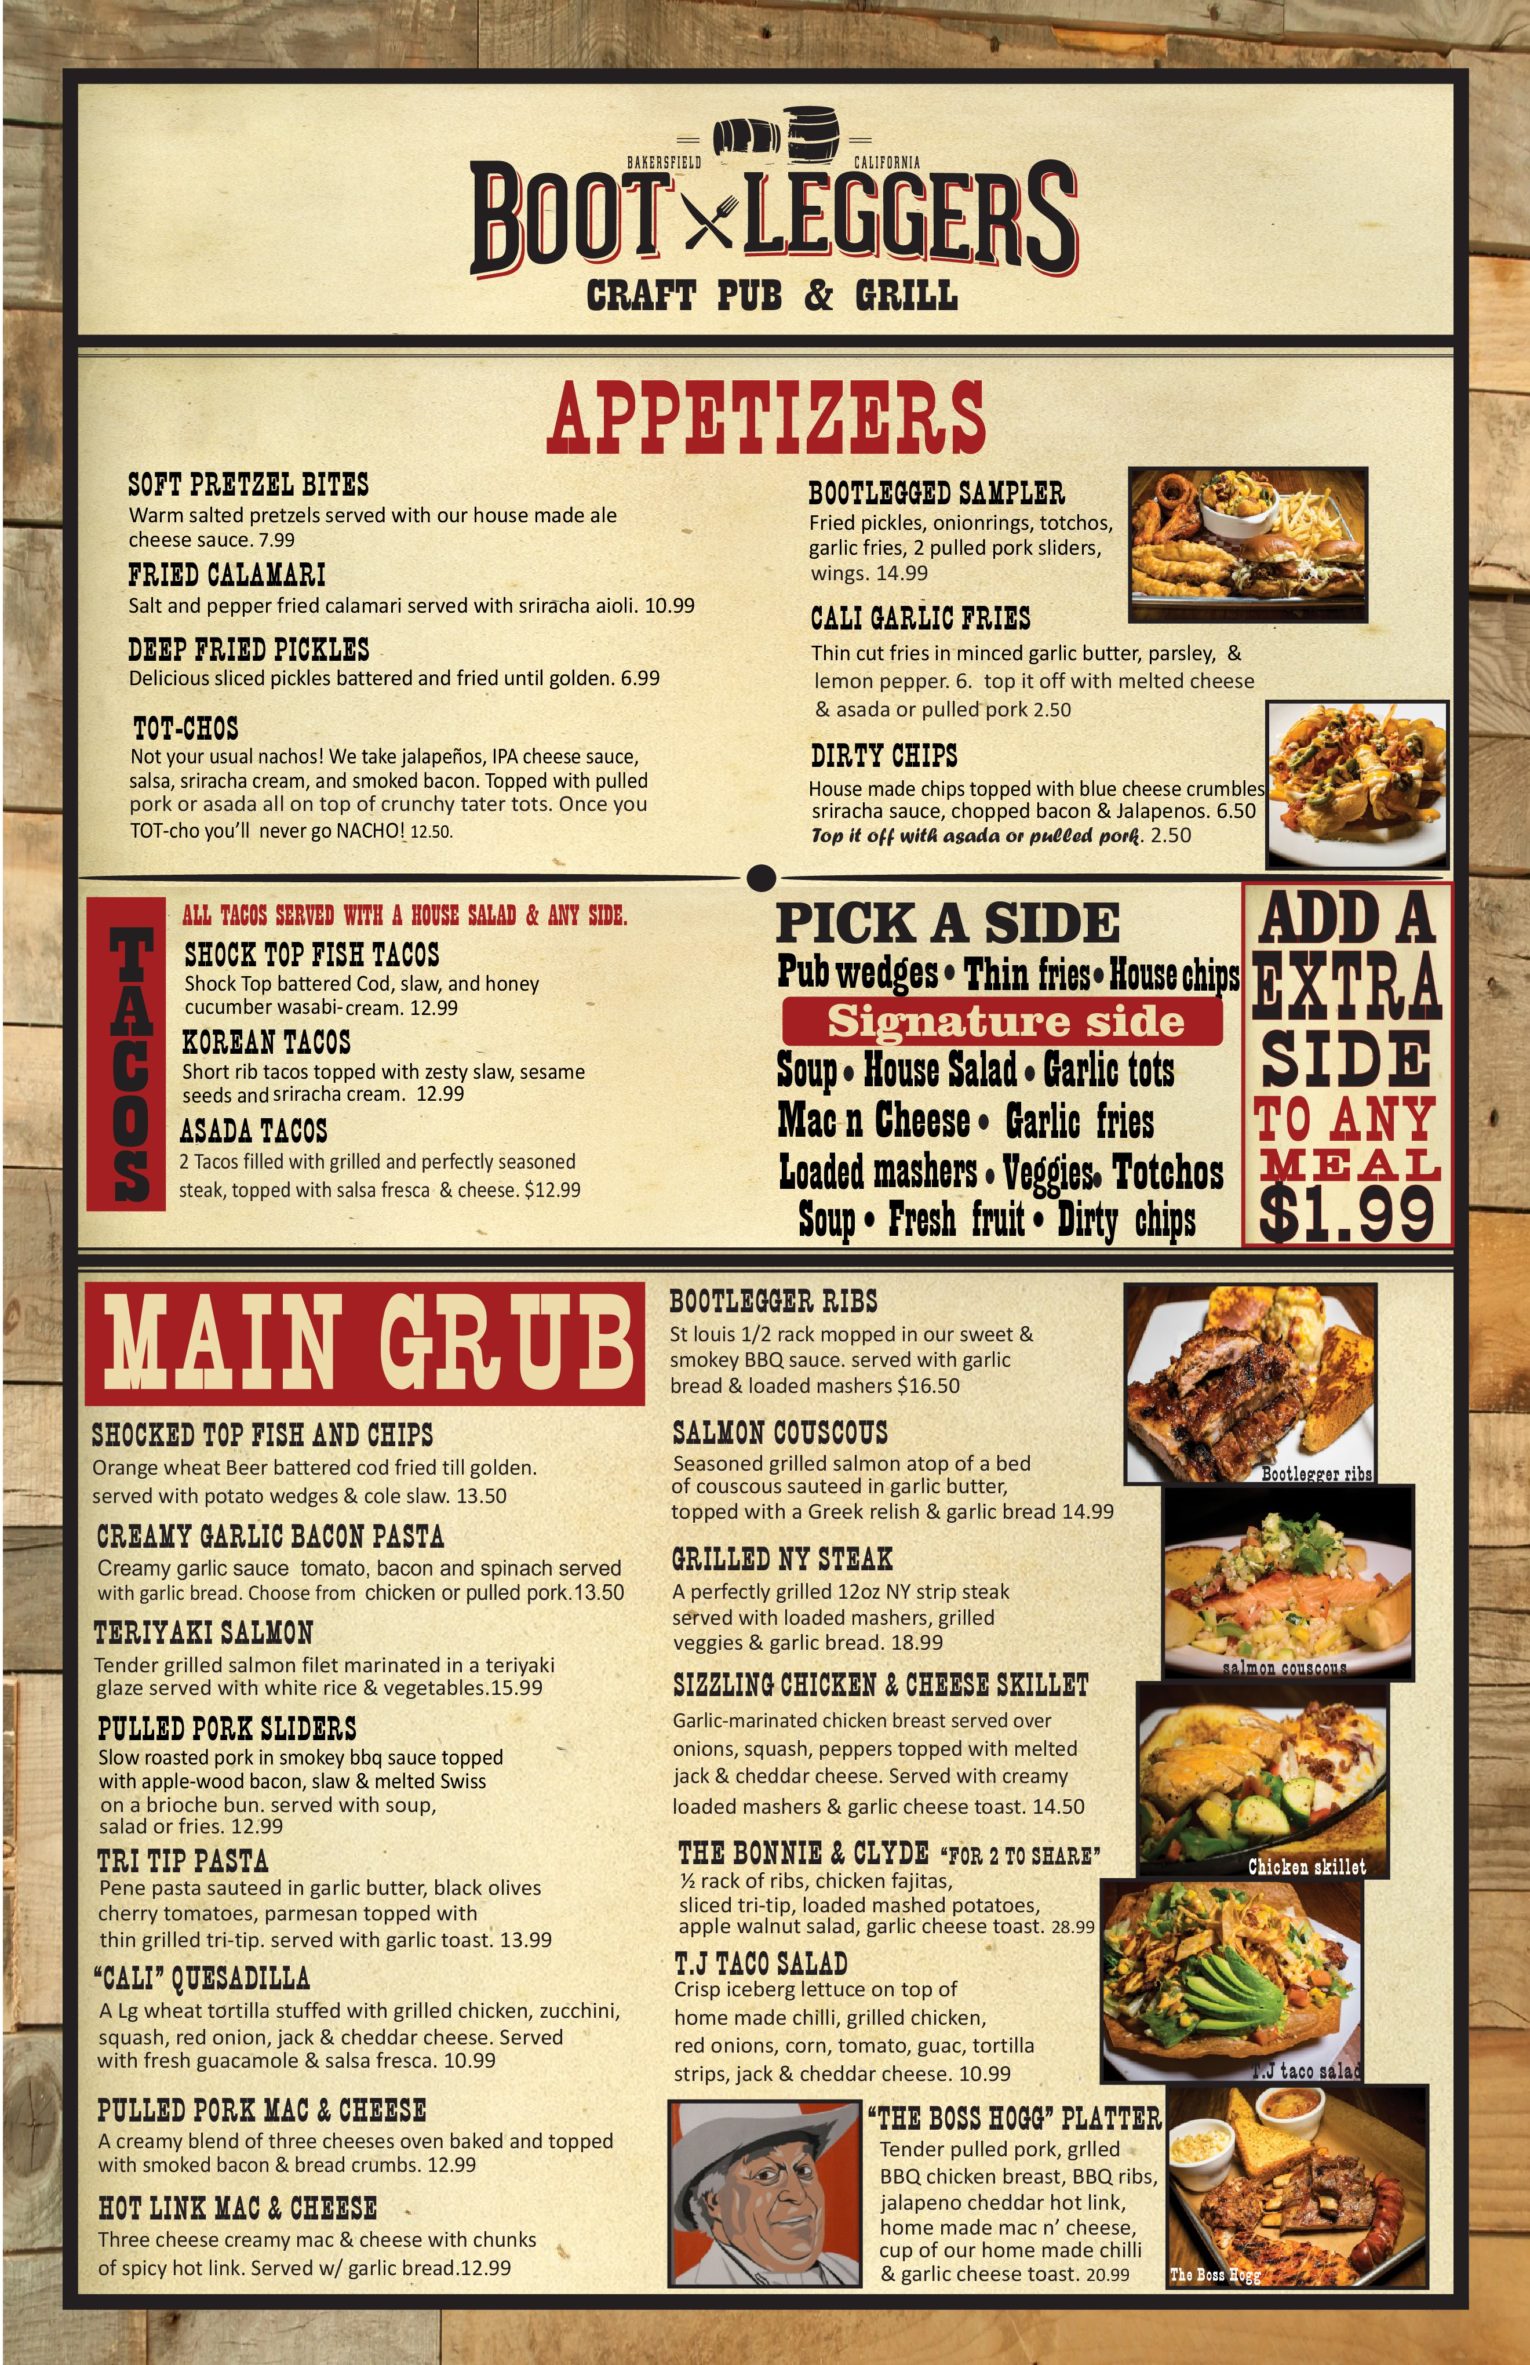 BAKERSFIELD CALIFORNIA
BOOT LEGGERS
CRAFT PUB & GRILL
APPETIZERS
SOFT PRETZEL BITES
Warm salted pretzels served with our house made ale
cheese sauce. 7.99
FRIED CALAMARI
Salt and pepper fried calamari served with sriracha aioli. 10.99
DEEP FRIED PICKLES
Delicious sliced pickles battered and fried until golden. 6.99
TOT-CHOS
Not your usual nachos! We take jalapeños, IPA cheese sauce,
salsa, sriracha cream, and smoked bacon. Topped with pulled
pork or asada all on top of crunchy tater tots. Once you
TOT-cho you'll never go NACHO! 12.50.
BOOTLEGGED SAMPLER
Fried pickles, onionrings, totchos,
garlic fries, 2 pulled pork sliders,
wings. 14.99
CALI GARLIC FRIES
Thin cut fries in minced garlic butter, parsley, &
lemon pepper. 6. top it off with melted cheese
& asada or pulled pork 2.50
DIRTY CHIPS
House made chips topped with blue cheese crumbles
sriracha sauce, chopped bacon & Jalapenos. 6.50
Top it off with asada or pulled pork. 2.50
TACOS
ALL TACOS SERVED WITH A HOUSE SALAD & ANY SIDE.
SHOCK TOP FISH TACOS
Shock Top battered Cod, slaw, and honey
cucumber wasabi-cream. 12.99
KOREAN TACOS
Short rib tacos topped with zesty slaw, sesame
seeds and sriracha cream. 12.99
ASADA TACOS
2 Tacos filled with grilled and perfectly seasoned
steak, topped with salsa fresca & cheese. $12.99
PICK A SIDE
Pub wedges • Thin fries • House chips
Signature side
Soup • House Salad • Garlic tots
Mac n Cheese • Garlic fries
Loaded mashers • Veggies • Totchos
Soup • Fresh fruit • Dirty chips
ADD A
EXTRA
SIDE
TO ANY
MEAL
$1.99
MAIN GRUB
SHOCKED TOP FISH AND CHIPS
Orange wheat Beer battered cod fried till golden.
served with potato wedges & cole slaw. 13.50
CREAMY GARLIC BACON PASTA
Creamy garlic sauce tomato, bacon and spinach served
with garlic bread. Choose from chicken or pulled pork.13.50
TERIYAKI SALMON
Tender grilled salmon filet marinated in a teriyaki
glaze served with white rice & vegetables.15.99
PULLED PORK SLIDERS
Slow roasted pork in smokey bbq sauce topped
with apple-wood bacon, slaw & melted Swiss
on a brioche bun. served with soup,
salad or fries. 12.99
TRI TIP PASTA
Pene pasta sauteed in garlic butter, black olives
cherry tomatoes, parmesan topped with
thin grilled tri-tip. served with garlic toast. 13.99
"CALI" QUESADILLA
A Lg wheat tortilla stuffed with grilled chicken, zucchini,
squash, red onion, jack & cheddar cheese. Served
with fresh guacamole & salsa fresca. 10.99
PULLED PORK MAC & CHEESE
A creamy blend of three cheeses oven baked and topped
with smoked bacon & bread crumbs. 12.99
HOT LINK MAC & CHEESE
Three cheese creamy mac & cheese with chunks
of spicy hot link. Served w/ garlic bread.12.99
BOOTLEGGER RIBS
St louis 1/2 rack mopped in our sweet &
smokey BBQ sauce. served with garlic
bread & loaded mashers $16.50
SALMON COUSCOUS
Seasoned grilled salmon atop of a bed
of couscous sauteed in garlic butter,
topped with a Greek relish & garlic bread 14.99
GRILLED NY STEAK
A perfectly grilled 12oz NY strip steak
served with loaded mashers, grilled
veggies & garlic bread. 18.99
SIZZLING CHICKEN & CHEESE SKILLET
Garlic-marinated chicken breast served over
onions, squash, peppers topped with melted
jack & cheddar cheese. Served with creamy
loaded mashers & garlic cheese toast. 14.50
THE BONNIE & CLYDE "FOR 2 TO SHARE"
½ rack of ribs, chicken fajitas,
sliced tri-tip, loaded mashed potatoes,
apple walnut salad, garlic cheese toast. 28.99
T.J TACO SALAD
Crisp iceberg lettuce on top of
home made chilli, grilled chicken,
red onions, corn, tomato, guac, tortilla
strips, jack & cheddar cheese. 10.99
"THE BOSS HOGG" PLATTER
Tender pulled pork, grlled
BBQ chicken breast, BBQ ribs,
jalapeno cheddar hot link,
home made mac n' cheese,
cup of our home made chilli
& garlic cheese toast. 20.99
Bootlegger ribs
salmon couscous
Chicken skillet
T.J taco salad
The Boss Hogg